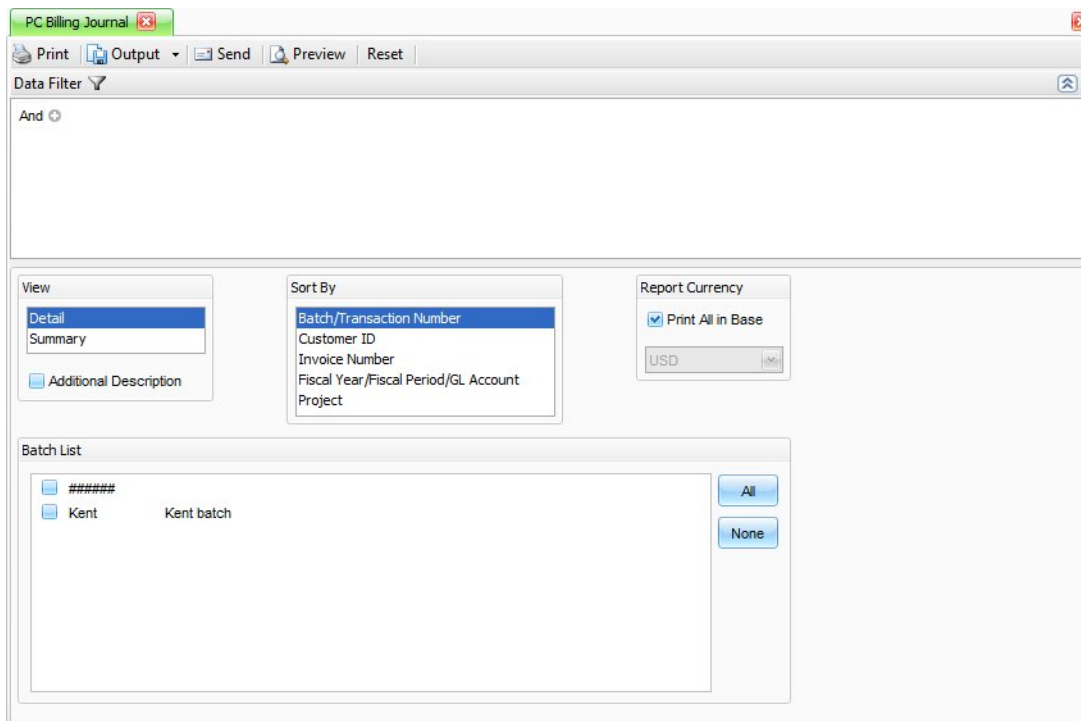 PC Billing Journal
Print Output Send Preview Reset
Data Filter
And
View
Detail
Summary
Additional Description
Sort By
Batch/Transaction Number
Customer ID
Invoice Number
Fiscal Year/Fiscal Period/GL Account
Project
Report Currency
Print All in Base
USD
Batch List
######
Kent Kent batch
All
None